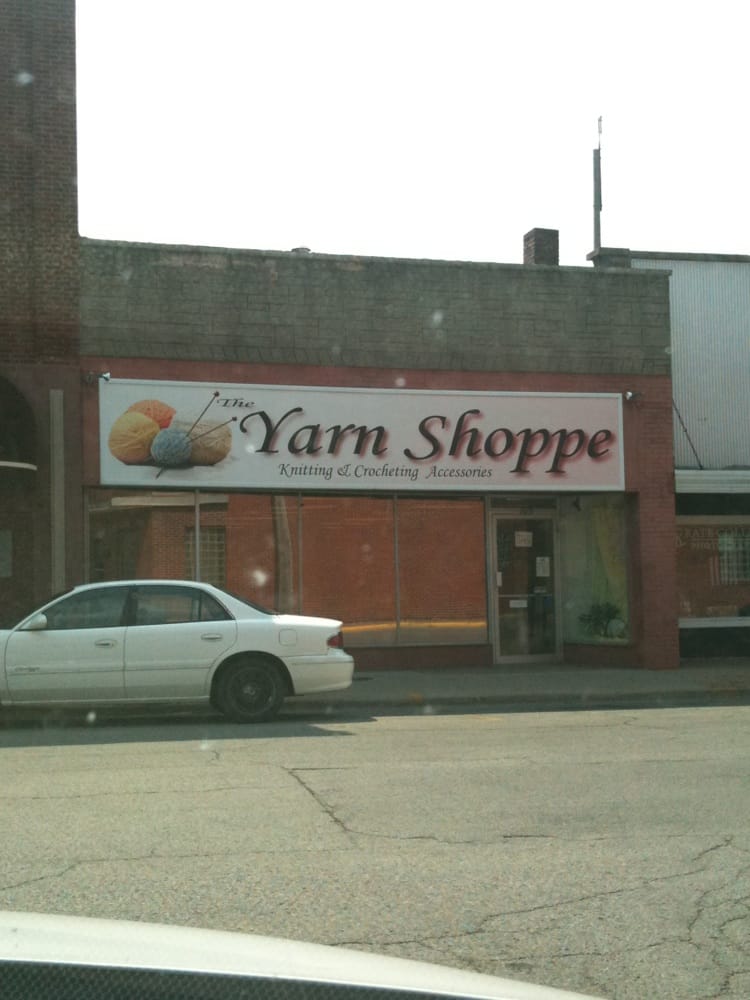 The
Yarn Shoppe
Knitting & Crocheting Accessories